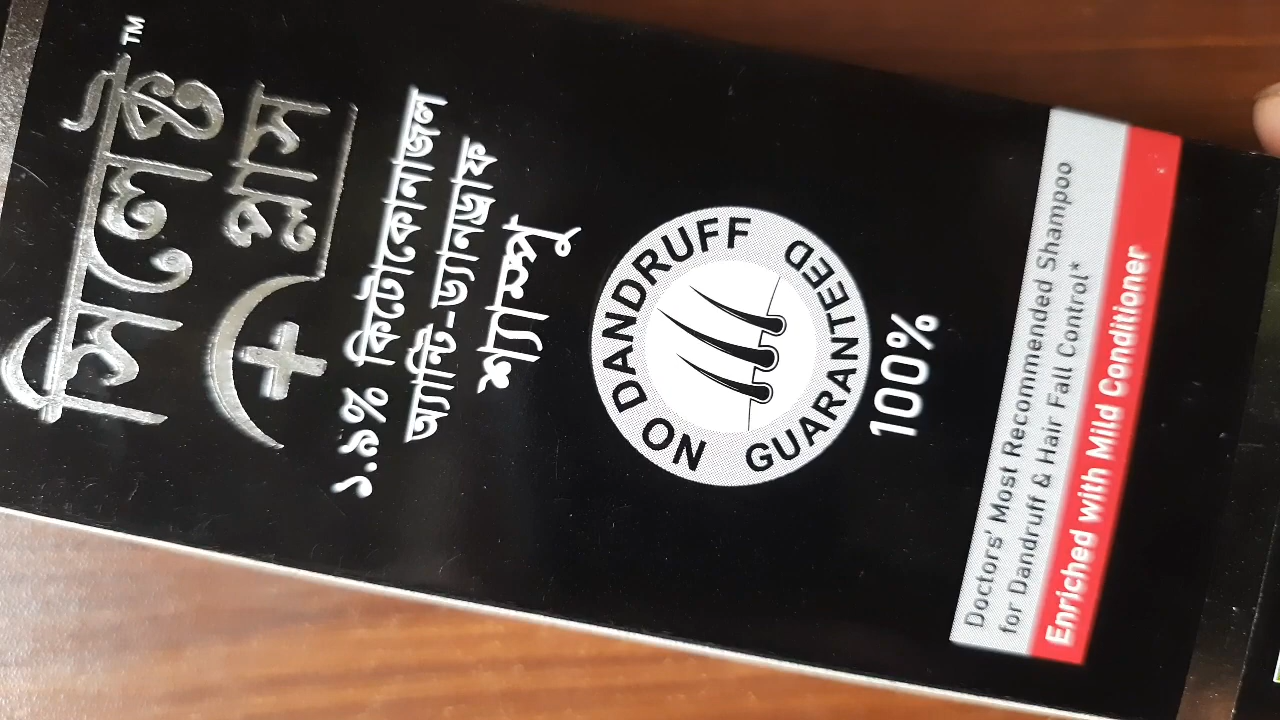 সিলেক্ট™
প্লাস
+
১.৯% কিটোকোনাজল
অ্যান্টি-ড্যানড্রাফ
শ্যাম্পু
NO DANDRUFF
GUARANTEED
100%
Doctors' Most Recommended Shampoo
for Dandruff & Hair Fall Control*
Enriched with Mild Conditioner